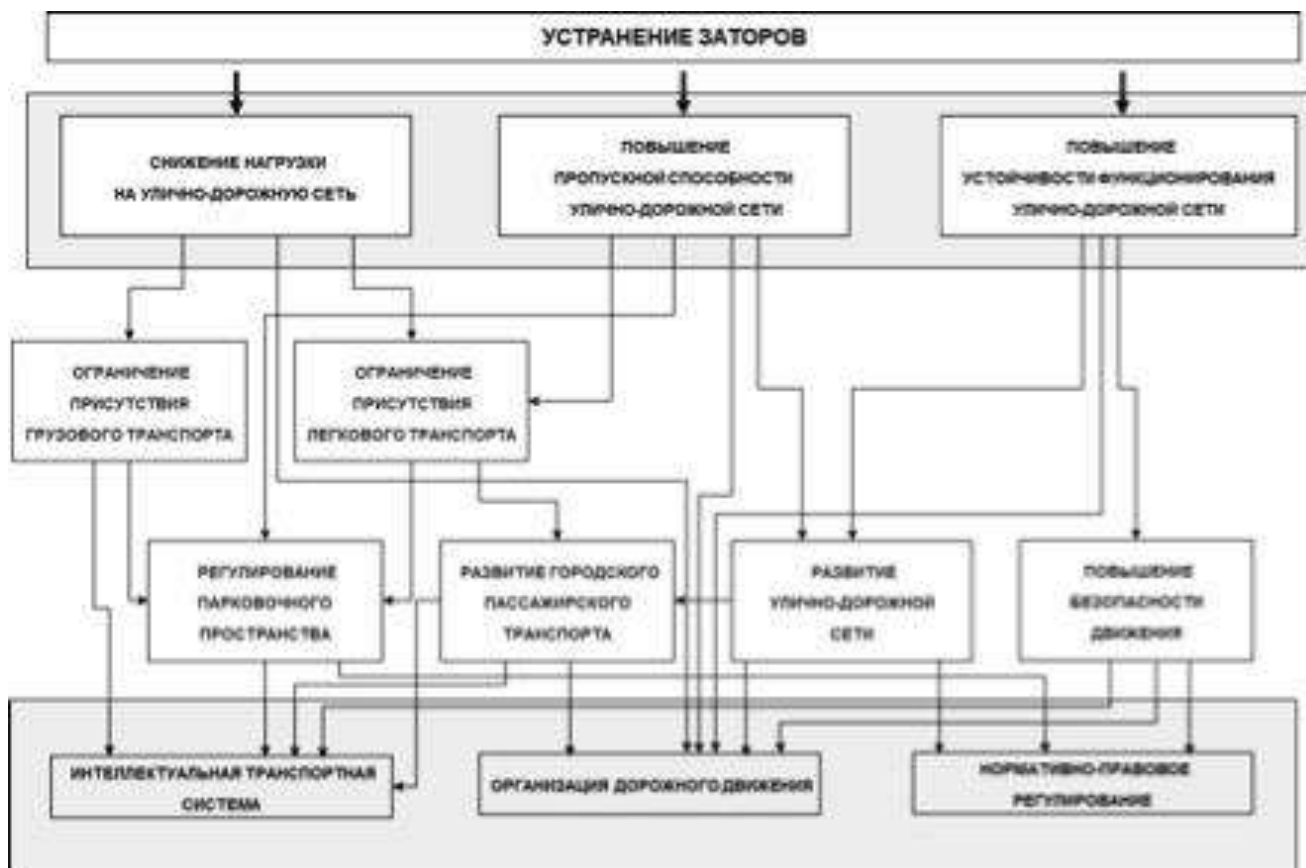 УСТРАНЕНИЕ ЗАТОРОВ
СНИЖЕНИЕ НАГРУЗКИ
НА УЛИЧНО-ДОРОЖНУЮ СЕТЬ
ПОВЫШЕНИЕ
ПРОПУСКНОЙ СПОСОБНОСТИ
УЛИЧНО-ДОРОЖНОЙ СЕТИ
ПОВЫШЕНИЕ
УСТОЙЧИВОСТИ ФУНКЦИОНИРОВАНИЯ
УЛИЧНО-ДОРОЖНОЙ СЕТИ
ОГРАНИЧЕНИЕ
ПРИСУТСТВИЯ
ГРУЗОВОГО ТРАНСПОРТА
ОГРАНИЧЕНИЕ
ПРИСУТСТВИЯ
ЛЕГКОВОГО ТРАНСПОРТА
РЕГУЛИРОВАНИЕ
ПАРКОВОЧНОГО
ПРОСТРАНСТВА
РАЗВИТИЕ ГОРОДСКОГО
ПАССАЖИРСКОГО
ТРАНСПОРТА
РАЗВИТИЕ
УЛИЧНО-ДОРОЖНОЙ
СЕТИ
ПОВЫШЕНИЕ
БЕЗОПАСНОСТИ
ДВИЖЕНИЯ
ИНТЕЛЛЕКТУАЛЬНАЯ ТРАНСПОРТНАЯ
СИСТЕМА
ОРГАНИЗАЦИЯ ДОРОЖНОГО ДВИЖЕНИЯ
НОРМАТИВНО-ПРАВОВОЕ
РЕГУЛИРОВАНИЕ